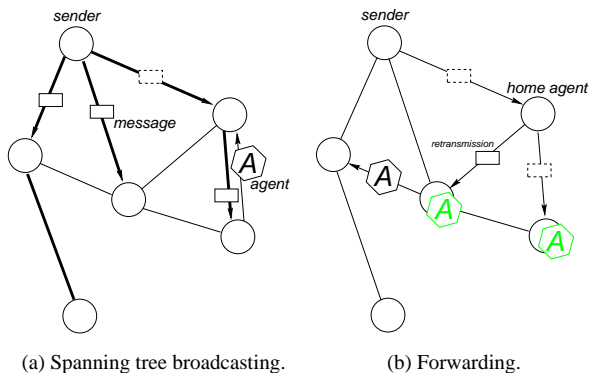 sender
message
A
agent
(a) Spanning tree broadcasting.
sender
home agent
retransmission
A
A
A
(b) Forwarding.